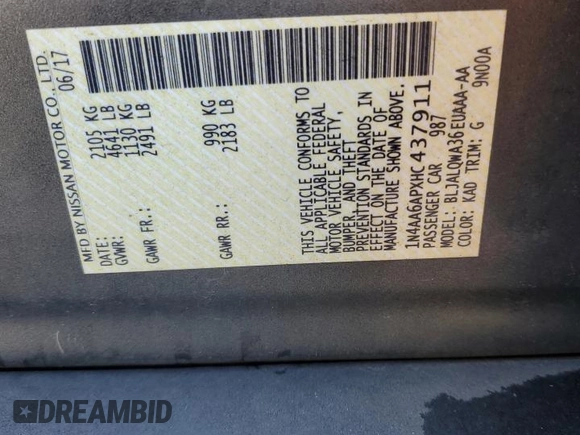 MFD BY NISSAN MOTOR CO., LTD.
DATE: 06/17
GVWR: 2105 KG
4641 LB
GAWR FR.: 1130 KG
2491 LB
GAWR RR.: 990 KG
2183 LB
THIS VEHICLE CONFORMS TO
ALL APPLICABLE FEDERAL
MOTOR VEHICLE SAFETY,
BUMPER, AND THEFT
PREVENTION STANDARDS IN
EFFECT ON THE DATE OF
MANUFACTURE SHOWN ABOVE.
1N4AA6APXHC437911
PASSENGER CAR 987
MODEL: BLJALQWA36EUAAA-AA
COLOR: KAD TRIM: G 9N00A
DREAMBID